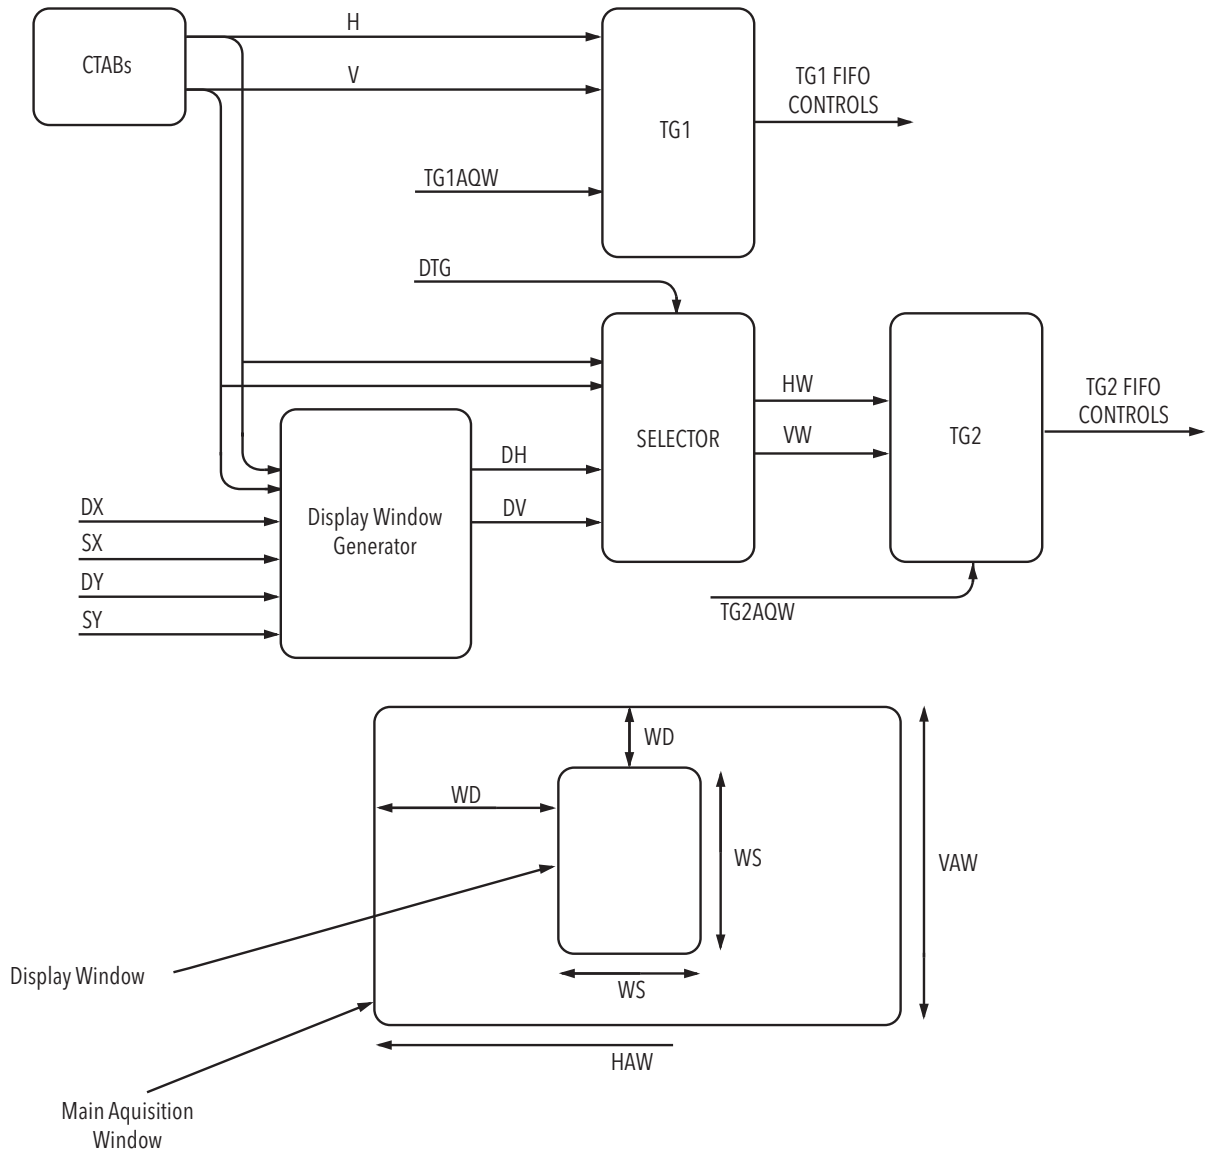 CTABs
H
V
TG1AQW
TG1
TG1 FIFO
CONTROLS
DTG
SELECTOR
HW
VW
TG2
TG2 FIFO
CONTROLS
DH
DV
Display Window
Generator
DX
SX
DY
SY
TG2AQW
WD
WD
WS
VAW
WS
Display Window
HAW
Main Aquisition
Window